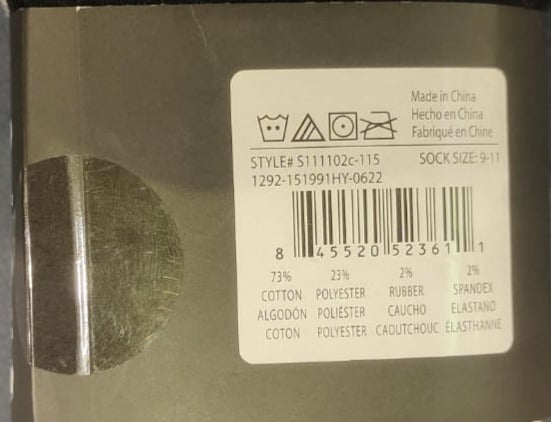 Made in China
Hecho en China
Fabriqué en Chine
STYLE# S111102c-115 SOCK SIZE: 9-11
1292-151991HY-0622
8 45520 52361 1
73% 23% 2% 2%
COTTON POLYESTER RUBBER SPANDEX
ALGODÓN POLIÉSTER CAUCHO ELASTANO
COTON POLYESTER CAOUTCHOUC ÉLASTHANNE